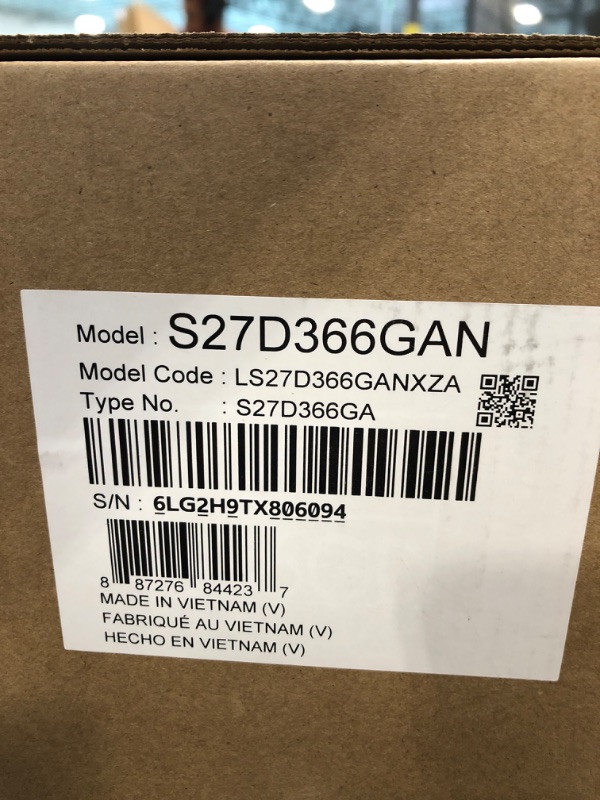 Model : S27D366GAN
Model Code : LS27D366GANXZA
Type No. : S27D366GA
S/N : 6LG2H9TX806094
8 87276 84423 7
MADE IN VIETNAM (V)
FABRIQUÉ AU VIETNAM (V)
HECHO EN VIETNAM (V)